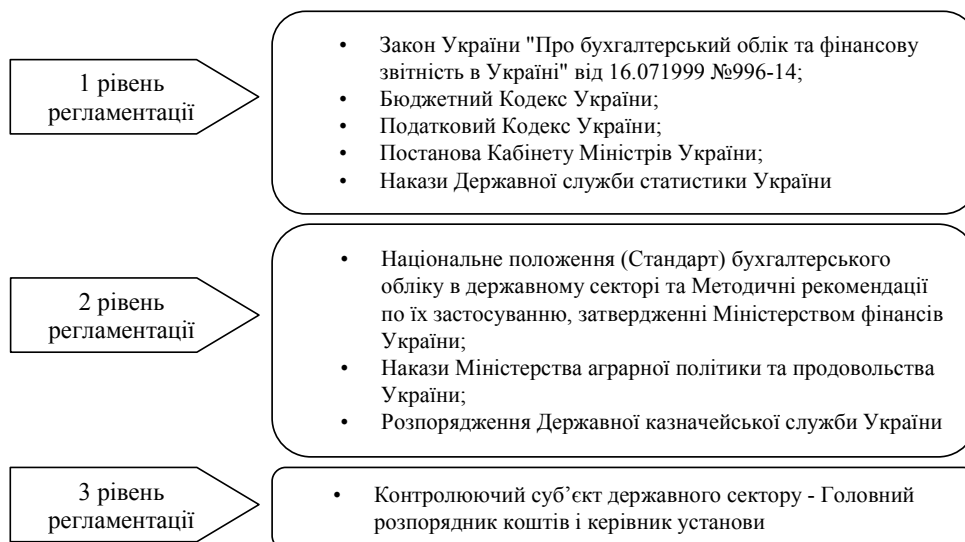 1 рівень
регламентації
• Закон України "Про бухгалтерський облік та фінансову
звітність в Україні" від 16.071999 №996-14;
• Бюджетний Кодекс України;
• Податковий Кодекс України;
• Постанова Кабінету Міністрів України;
• Накази Державної служби статистики України
2 рівень
регламентації
• Національне положення (Стандарт) бухгалтерського
обліку в державному секторі та Методичні рекомендації
по їх застосуванню, затвердженні Міністерством фінансів
України;
• Накази Міністерства аграрної політики та продовольства
України;
• Розпорядження Державної казначейської служби України
3 рівень
регламентації
• Контролюючий суб’єкт державного сектору - Головний
розпорядник коштів і керівник установи